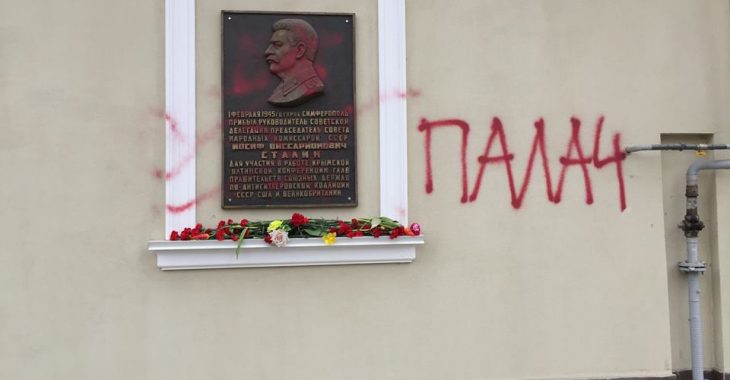 1 ФЕВРАЛЯ 1945 ГОДА В СИМФЕРОПОЛЬ
ПРИБЫЛ РУКОВОДИТЕЛЬ СОВЕТСКОЙ
ДЕЛЕГАЦИИ ПРЕДСЕДАТЕЛЬ СОВЕТА
НАРОДНЫХ КОМИССАРОВ СССР
ИОСИФ ВИССАРИОНОВИЧ
СТАЛИН
ДЛЯ УЧАСТИЯ В РАБОТЕ КРЫМСКОЙ
ЯЛТИНСКОЙ КОНФЕРЕНЦИИ ГЛАВ
ПРАВИТЕЛЬСТВ СОЮЗНЫХ ДЕРЖАВ
ПО АНТИГИТЛЕРОВСКОЙ КОАЛИЦИИ
СССР, США И ВЕЛИКОБРИТАНИИ
ПАЛАЧ